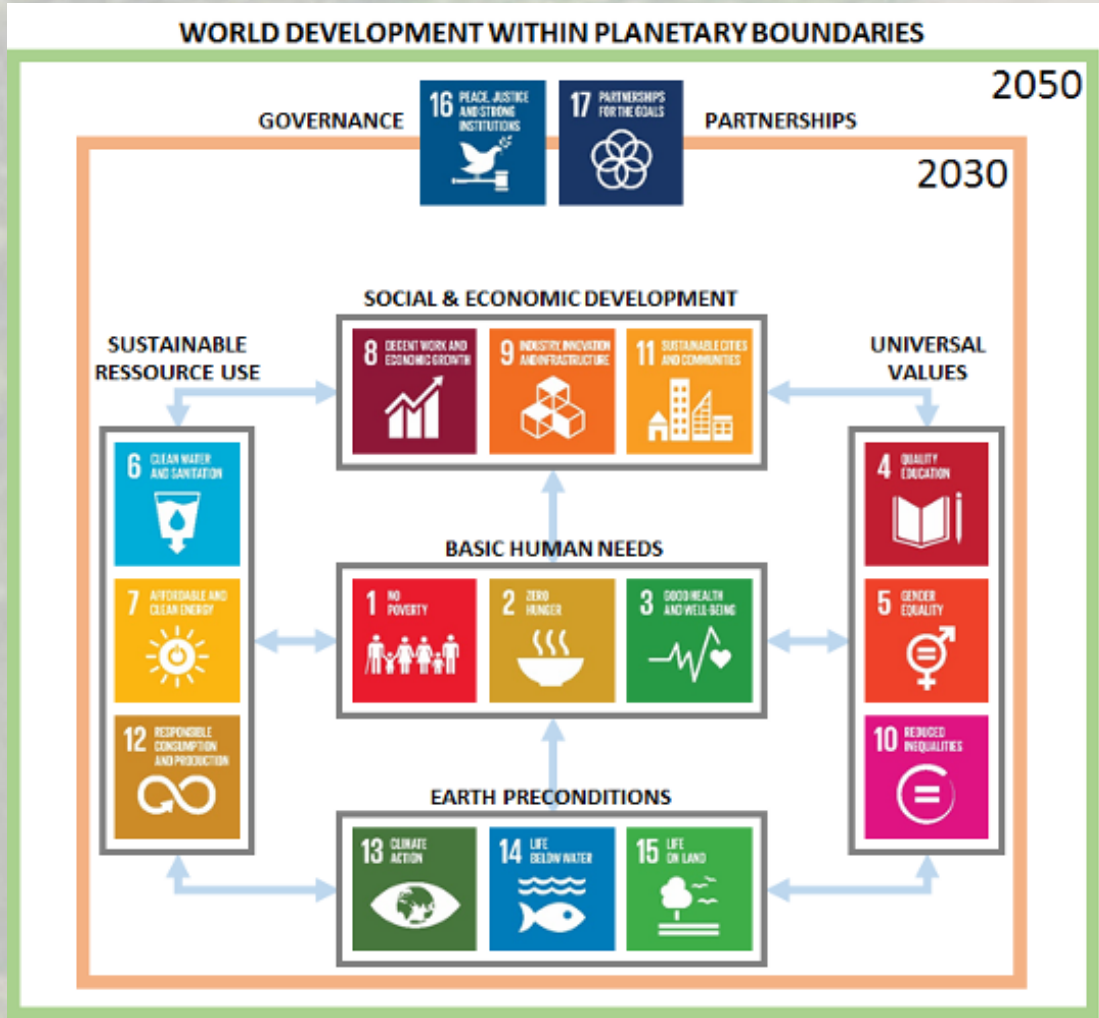 WORLD DEVELOPMENT WITHIN PLANETARY BOUNDARIES
2050
GOVERNANCE
16 PEACE, JUSTICE
AND STRONG
INSTITUTIONS
17 PARTNERSHIPS
FOR THE GOALS
PARTNERSHIPS
2030
SOCIAL & ECONOMIC DEVELOPMENT
8 DECENT WORK AND
ECONOMIC GROWTH
9 INDUSTRY, INNOVATION
AND INFRASTRUCTURE
11 SUSTAINABLE CITIES
AND COMMUNITIES
SUSTAINABLE
RESSOURCE USE
6 CLEAN WATER
AND SANITATION
7 AFFORDABLE AND
CLEAN ENERGY
12 RESPONSIBLE
CONSUMPTION
AND PRODUCTION
UNIVERSAL
VALUES
4 QUALITY
EDUCATION
5 GENDER
EQUALITY
10 REDUCED
INEQUALITIES
BASIC HUMAN NEEDS
1 NO
POVERTY
2 ZERO
HUNGER
3 GOOD HEALTH
AND WELL-BEING
EARTH PRECONDITIONS
13 CLIMATE
ACTION
14 LIFE
BELOW WATER
15 LIFE
ON LAND